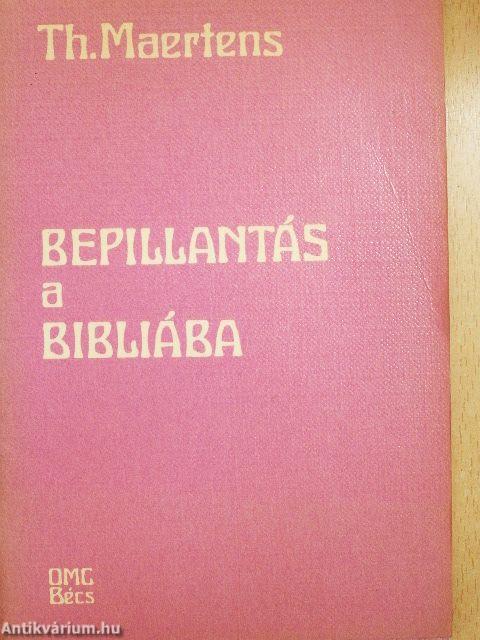 Th. Maertens
BEPILLANTÁS
a
BIBLIÁBA
OMC
Bécs
Antikvárium.hu